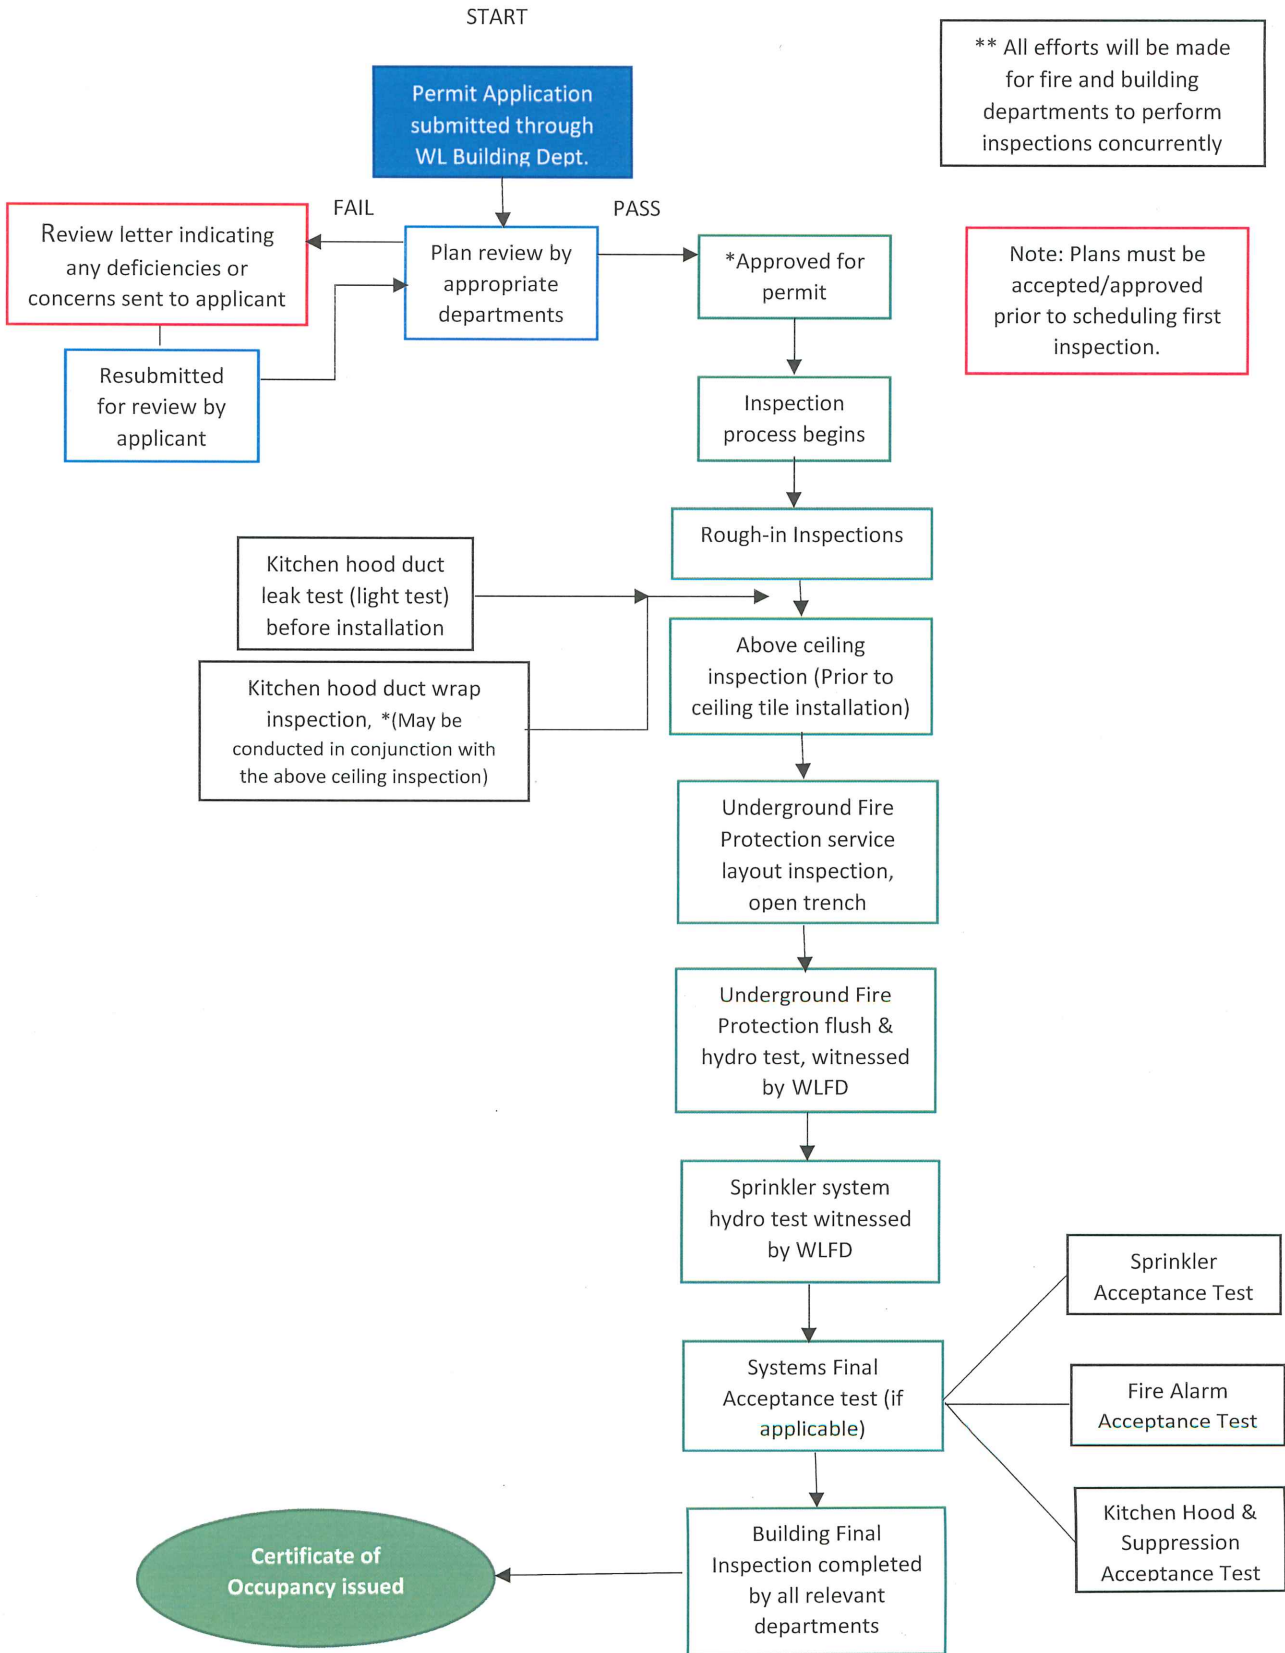 START
** All efforts will be made
for fire and building
departments to perform
inspections concurrently
Permit Application
submitted through
WL Building Dept.
FAIL
PASS
Review letter indicating
any deficiencies or
concerns sent to applicant
Plan review by
appropriate
departments
*Approved for
permit
Note: Plans must be
accepted/approved
prior to scheduling first
inspection.
Resubmitted
for review by
applicant
Inspection
process begins
Rough-in Inspections
Kitchen hood duct
leak test (light test)
before installation
Above ceiling
inspection (Prior to
ceiling tile installation)
Kitchen hood duct wrap
inspection, *(May be
conducted in conjunction with
the above ceiling inspection)
Underground Fire
Protection service
layout inspection,
open trench
Underground Fire
Protection flush &
hydro test, witnessed
by WLFD
Sprinkler system
hydro test witnessed
by WLFD
Sprinkler
Acceptance Test
Systems Final
Acceptance test (if
applicable)
Fire Alarm
Acceptance Test
Kitchen Hood &
Suppression
Acceptance Test
Building Final
Inspection completed
by all relevant
departments
Certificate of
Occupancy issued